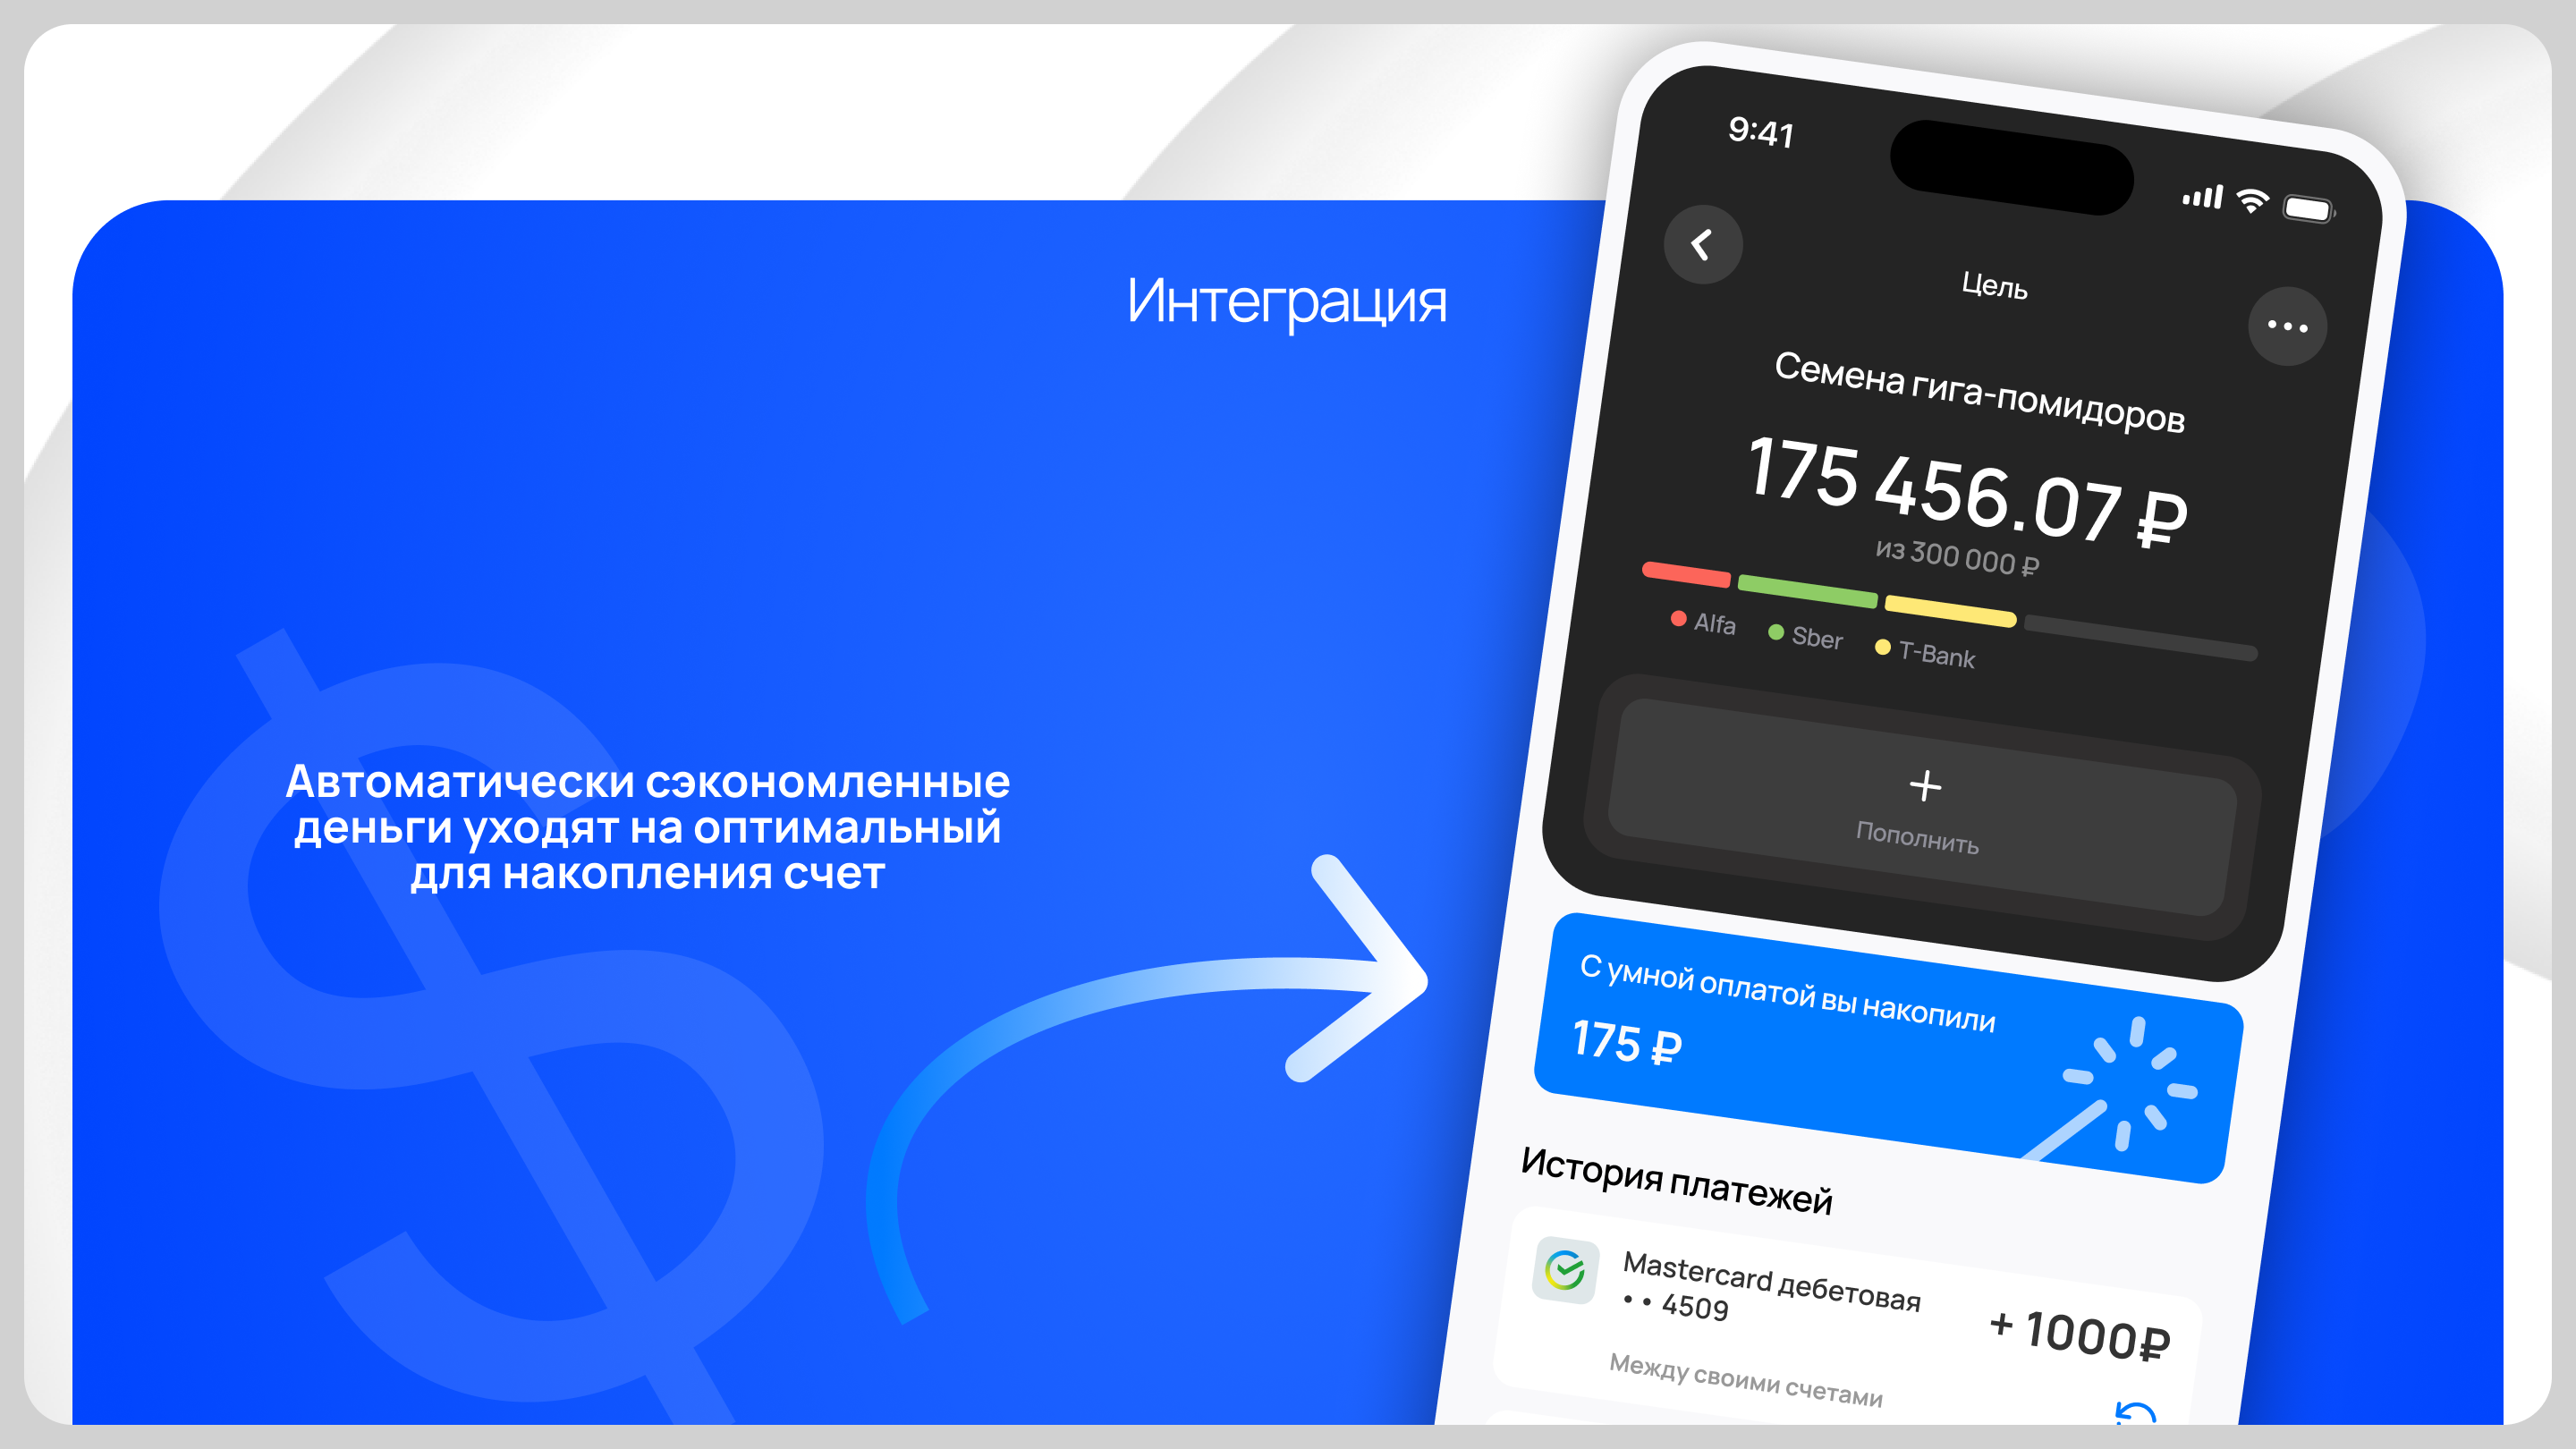 Интеграция
Автоматически сэкономленные
деньги уходят на оптимальный
для накопления счет
9:41
Цель
Семена гига-помидоров
175 456.07 ₽
из 300 000 ₽
Alfa
Sber
T-Bank
Пополнить
С умной оплатой вы накопили
175 ₽
История платежей
Mastercard дебетовая
• • 4509
+ 1000₽
Между своими счетами